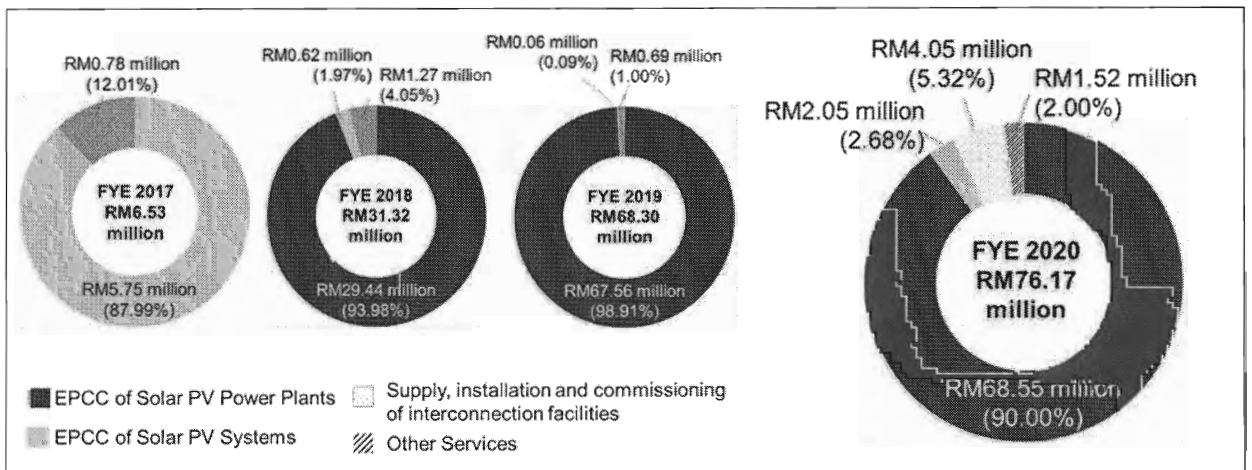 RM0.78 million
(12.01%)
FYE 2017
RM6.53
million
RM5.75 million
(87.99%)
RM0.62 million
(1.97%)
RM1.27 million
(4.05%)
FYE 2018
RM31.32
million
RM29.44 million
(93.98%)
RM0.06 million
(0.09%)
RM0.69 million
(1.00%)
FYE 2019
RM68.30
million
RM67.56 million
(98.91%)
RM4.05 million
(5.32%)
RM1.52 million
(2.00%)
RM2.05 million
(2.68%)
FYE 2020
RM76.17
million
RM68.55 million
(90.00%)
EPCC of Solar PV Power Plants
EPCC of Solar PV Systems
Supply, installation and commissioning
of interconnection facilities
Other Services